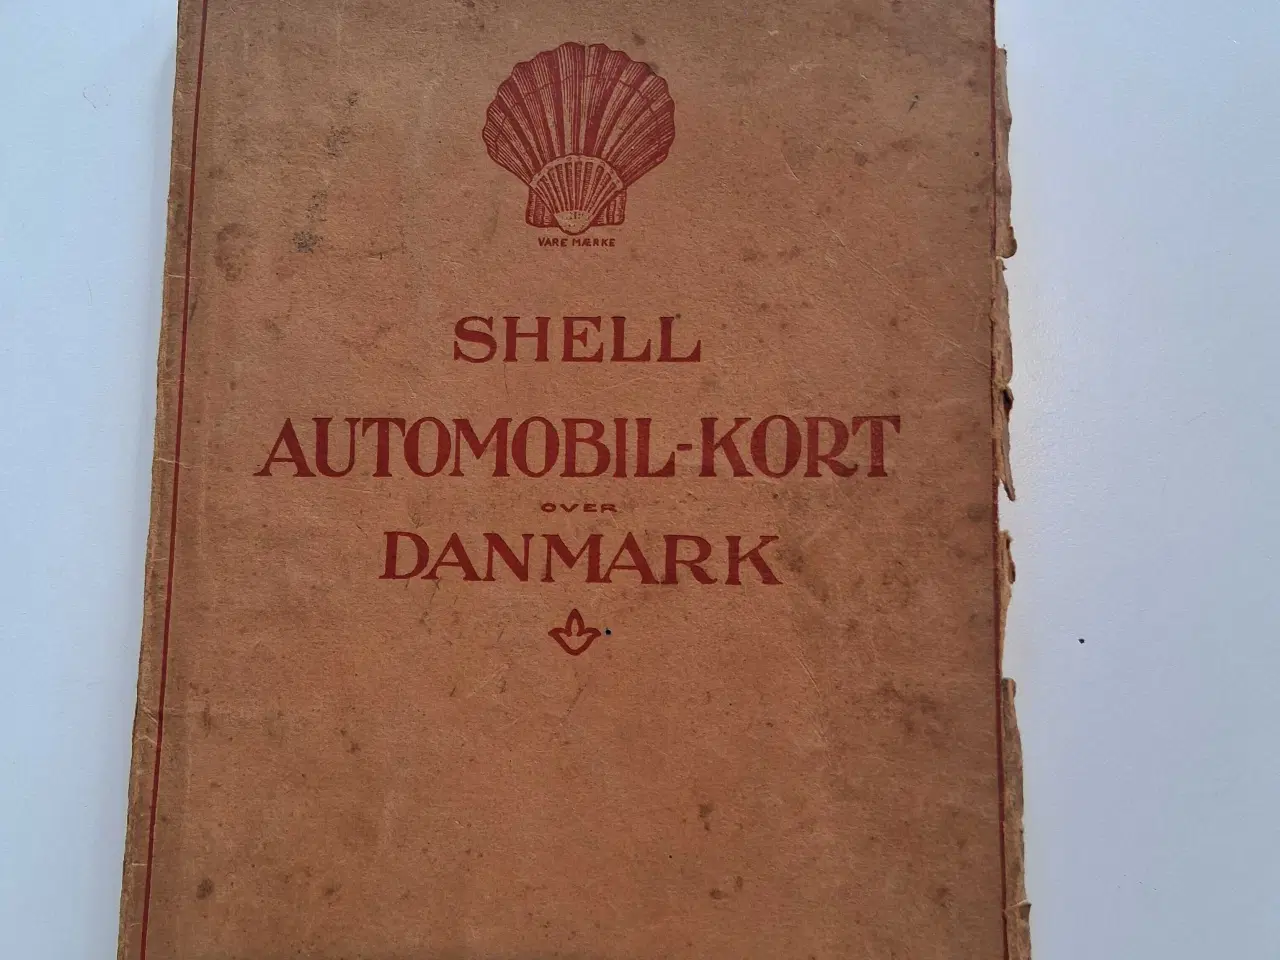 VARE MÆRKE
SHELL
AUTOMOBIL-KORT
OVER
DANMARK